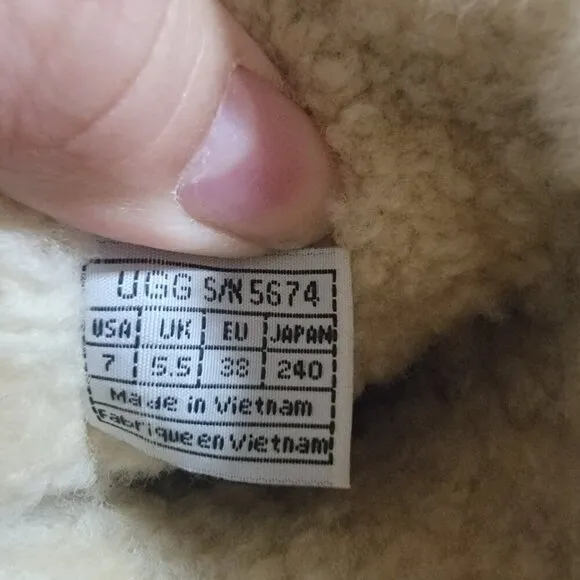 UGG S/N 5674
USA UK EU JAPAN
7 5.5 38 240
Made in Vietnam
Fabrique en Vietnam